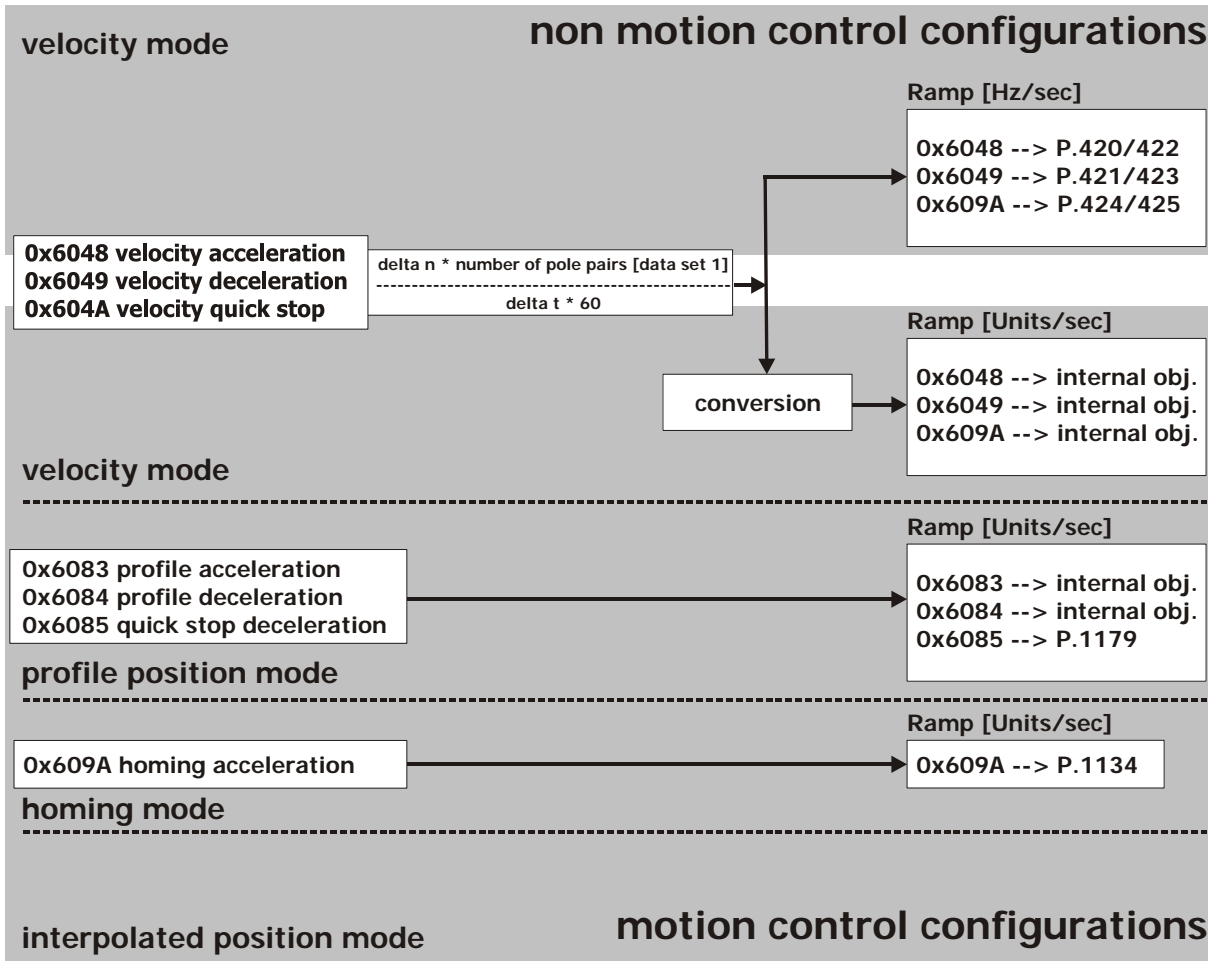 velocity mode
non motion control configurations
Ramp [Hz/sec]
0x6048 --> P.420/422
0x6049 --> P.421/423
0x609A --> P.424/425
0x6048 velocity acceleration
0x6049 velocity deceleration
0x604A velocity quick stop
delta n * number of pole pairs [data set 1]
delta t * 60
Ramp [Units/sec]
0x6048 --> internal obj.
0x6049 --> internal obj.
0x609A --> internal obj.
conversion
velocity mode
Ramp [Units/sec]
0x6083 profile acceleration
0x6084 profile deceleration
0x6085 quick stop deceleration
0x6083 --> internal obj.
0x6084 --> internal obj.
0x6085 --> P.1179
profile position mode
Ramp [Units/sec]
0x609A homing acceleration
0x609A --> P.1134
homing mode
interpolated position mode
motion control configurations